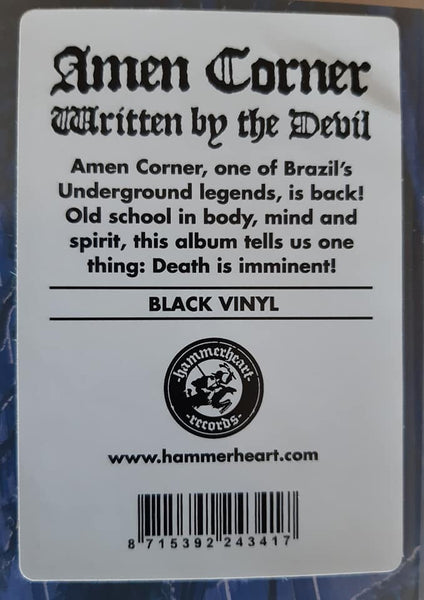 Amen Corner
Written by the Devil
Amen Corner, one of Brazil's
Underground legends, is back!
Old school in body, mind and
spirit, this album tells us one
thing: Death is imminent!
BLACK VINYL
-hammerheart-
-records-
www.hammerheart.com
8 715392 243417